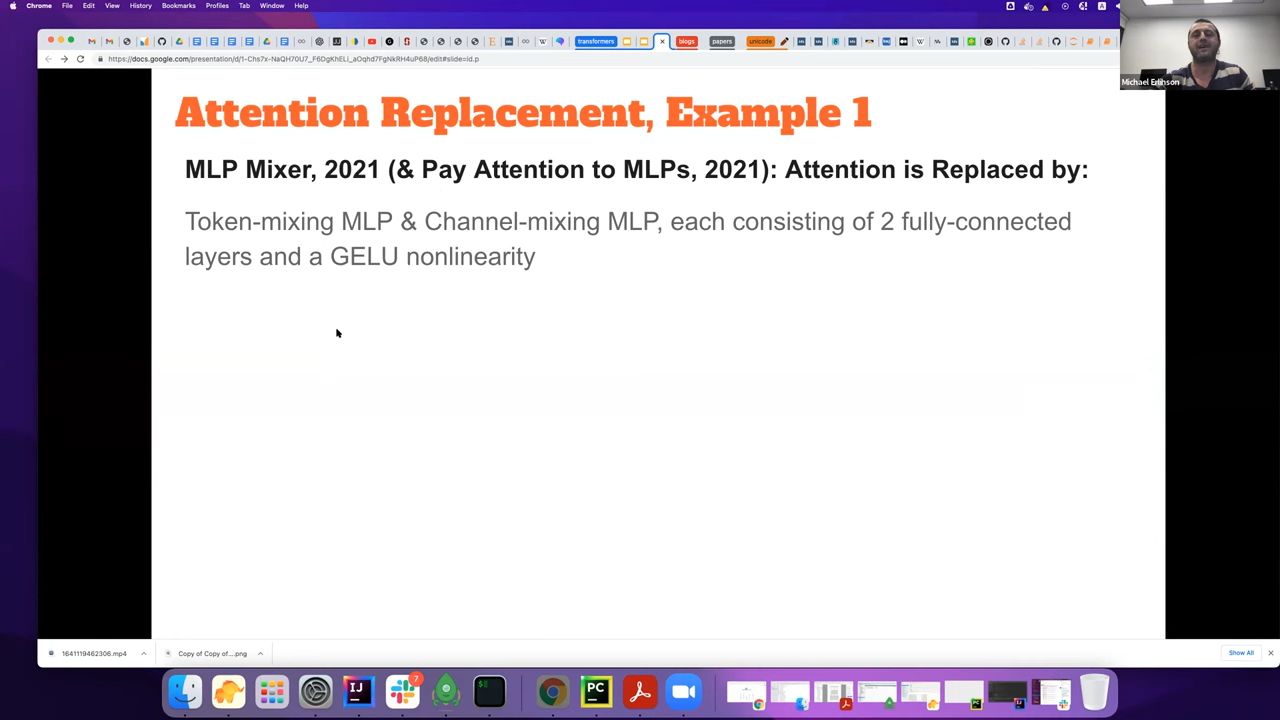 Chrome File Edit View History Bookmarks Profiles Tab Window Help
transformers blogs papers unicode
https://docs.google.com/presentation/d/1-Chs7x-NaQH70U7_F6DgKhELi_aOqhd7FgNkRH4uP68/edit#slide=id.p
Michael Erlihson
Attention Replacement, Example 1
MLP Mixer, 2021 (& Pay Attention to MLPs, 2021): Attention is Replaced by:
Token-mixing MLP & Channel-mixing MLP, each consisting of 2 fully-connected
layers and a GELU nonlinearity
1641119462306.mp4 Copy of Copy of....png Show All
7
IJ PC